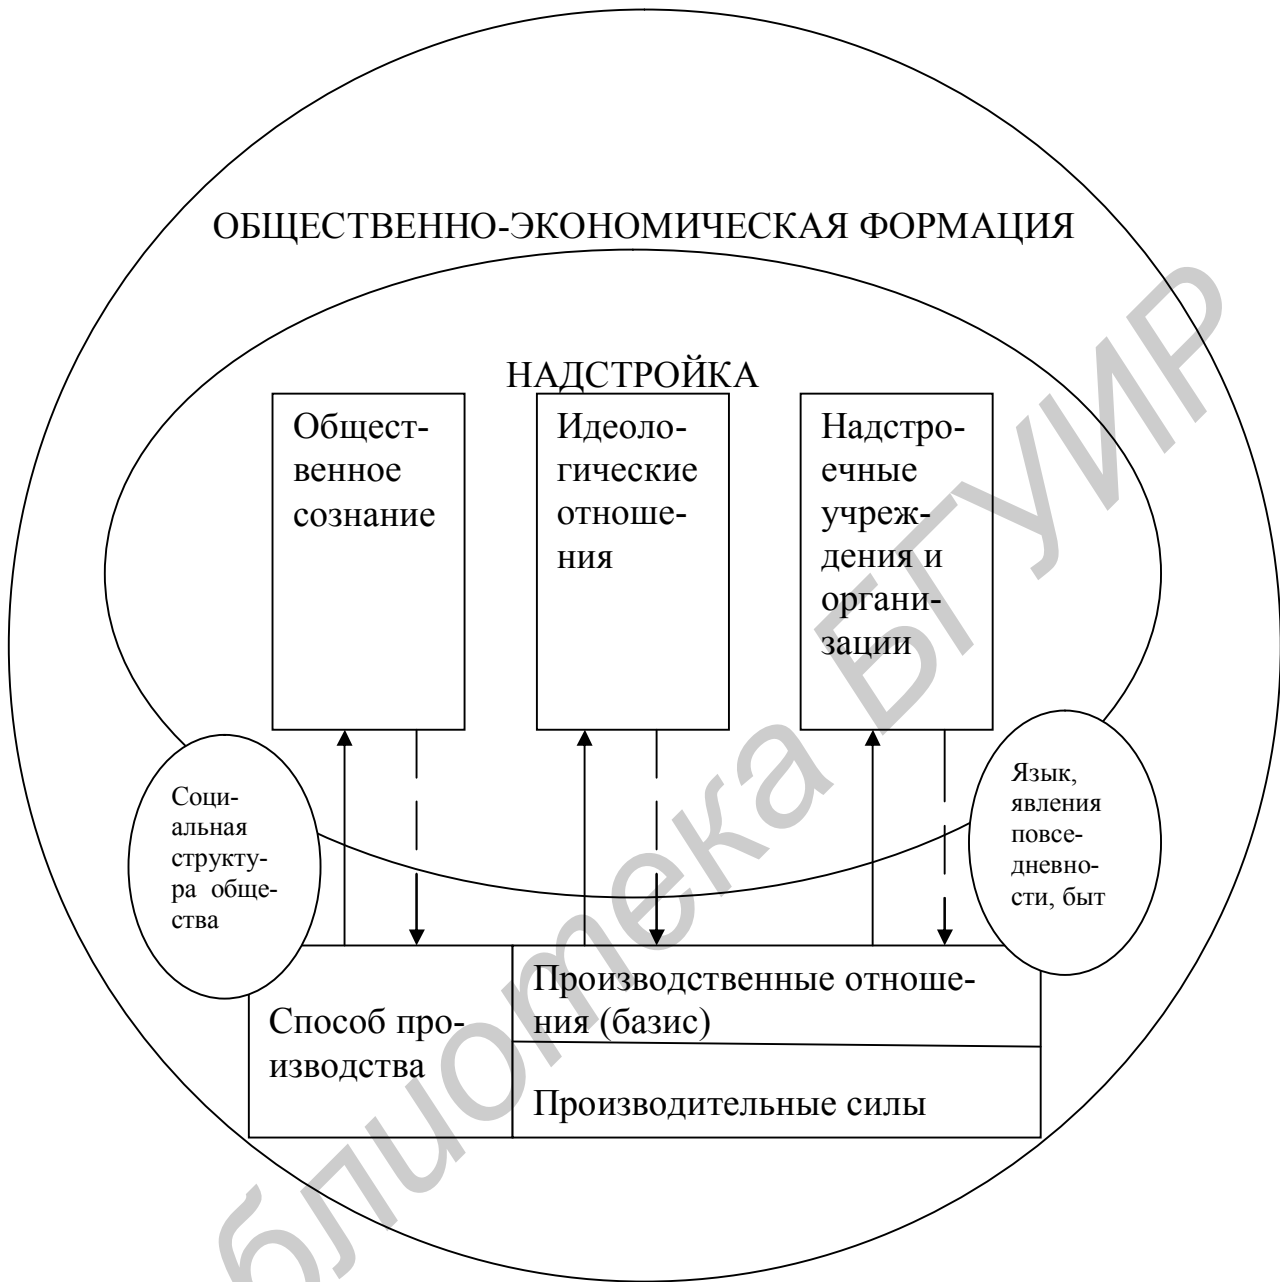 ОБЩЕСТВЕННО-ЭКОНОМИЧЕСКАЯ ФОРМАЦИЯ
НАДСТРОЙКА
Общест-
венное
сознание
Идеоло-
гические
отноше-
ния
Надстро-
ечные
учреж-
дения и
органи-
зации
Соци-
альная
структу-
ра обще-
ства
Язык,
явления
повсе-
дневно-
сти, быт
Способ про-
изводства
Производственные отноше-
ния (базис)
Производительные силы
блиотека БГУИР